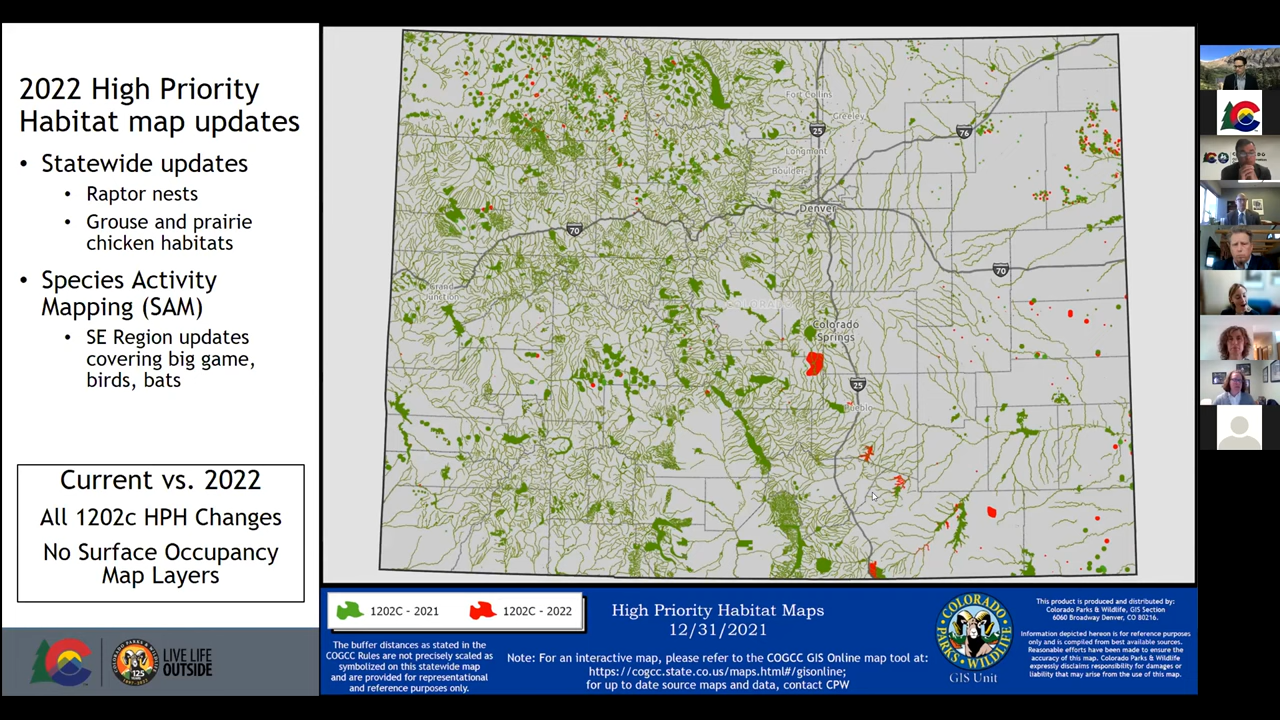 2022 High Priority
Habitat map updates
• Statewide updates
• Raptor nests
• Grouse and prairie
chicken habitats
• Species Activity
Mapping (SAM)
• SE Region updates
covering big game,
birds, bats
Current vs. 2022
All 1202c HPH Changes
No Surface Occupancy
Map Layers
COLORADO PARKS & WILDLIFE
125
LIVE LIFE
OUTSIDE
Fort Collins
Greeley
25
76
Longmont
Boulder
Denver
70
70
Grand
Junction
Colorado
Springs
25
Pueblo
1202C - 2021
1202C - 2022
The buffer distances as stated in the
COGCC Rules are not precisely scaled as
symbolized on this statewide map
and are provided for representational
and reference purposes only.
High Priority Habitat Maps
12/31/2021
Note: For an interactive map, please refer to the COGCC GIS Online map tool at:
https://cogcc.state.co.us/maps.html#/gisonline;
for up to date source maps and data, contact CPW
COLORADO
PARKS & WILDLIFE
GIS Unit
This product is produced and distributed by:
Colorado Parks & Wildlife, GIS Section
6060 Broadway Denver, CO 80216.
Information depicted hereon is for reference purposes
only and is compiled from best available sources.
Reasonable efforts have been made to ensure the
accuracy of this map. Colorado Parks & Wildlife
expressly disclaims responsibility for damages or
liability that may arise from the use of this map.